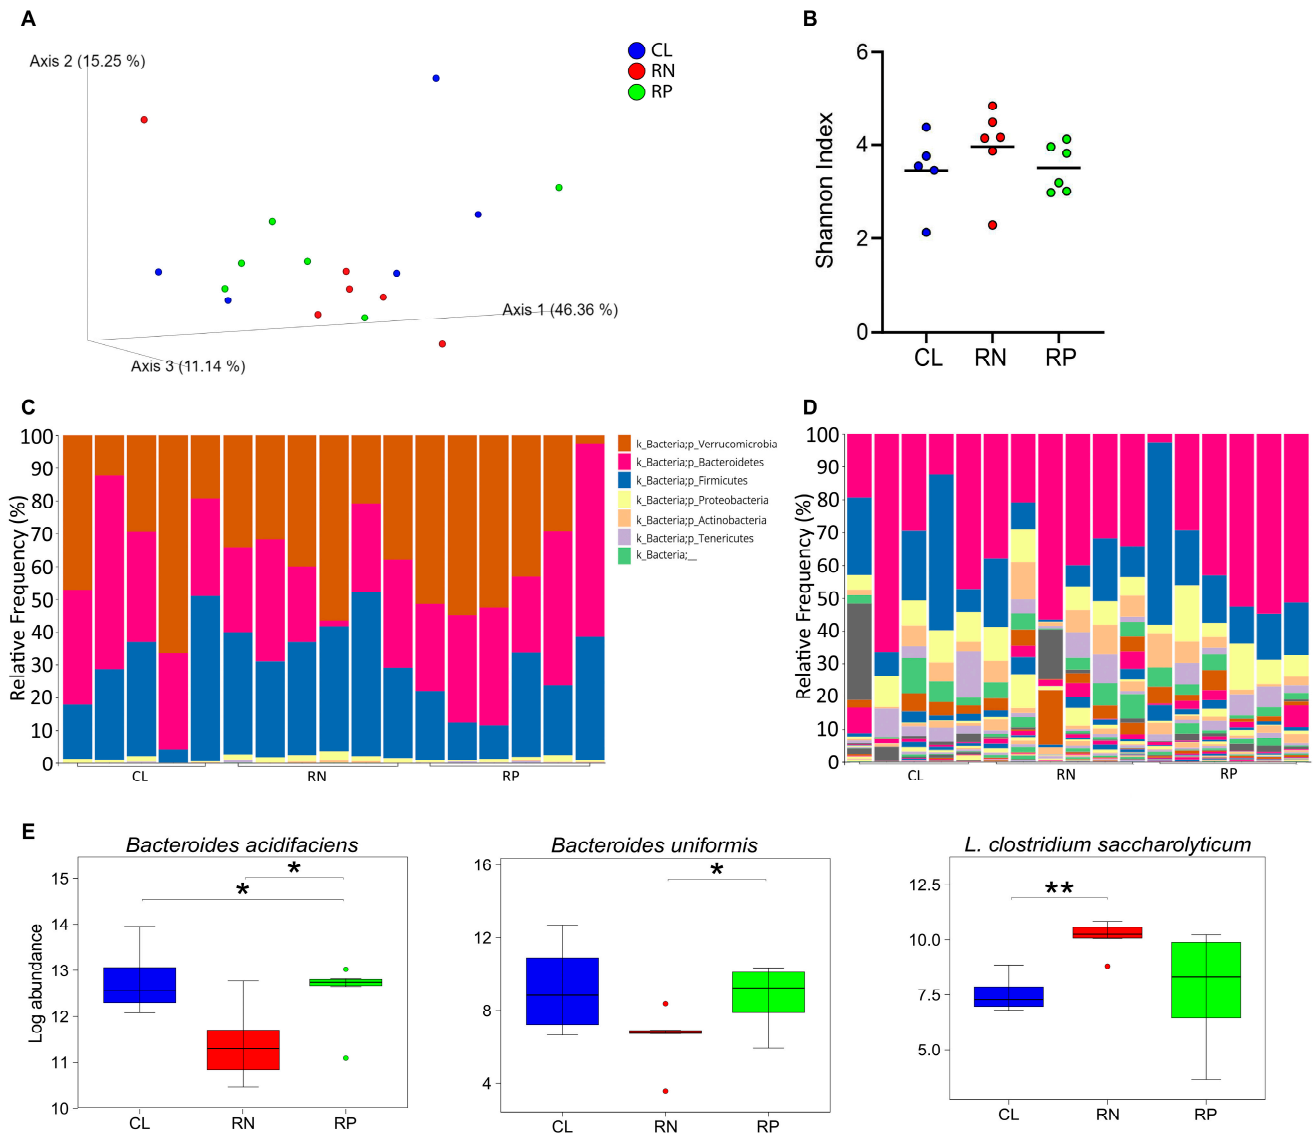 A
Axis 2 (15.25 %)
Axis 1 (46.36 %)
Axis 3 (11.14 %)
CL
RN
RP
B
Shannon Index
6
4
2
0
CL RN RP
C
Relative Frequency (%)
100
90
80
70
60
50
40
30
20
10
0
CL RN RP
k_Bacteria;p_Verrucomicrobia
k_Bacteria;p_Bacteroidetes
k_Bacteria;p_Firmicutes
k_Bacteria;p_Proteobacteria
k_Bacteria;p_Actinobacteria
k_Bacteria;p_Tenericutes
k_Bacteria;__
D
Relative Frequency (%)
100
90
80
70
60
50
40
30
20
10
0
CL RN RP
E
Bacteroides acidifaciens
Log abundance
15
14
13
12
11
10
*
*
CL RN RP
Bacteroides uniformis
16
12
8
4
*
CL RN RP
L. clostridium saccharolyticum
12.5
10.0
7.5
5.0
**
CL RN RP